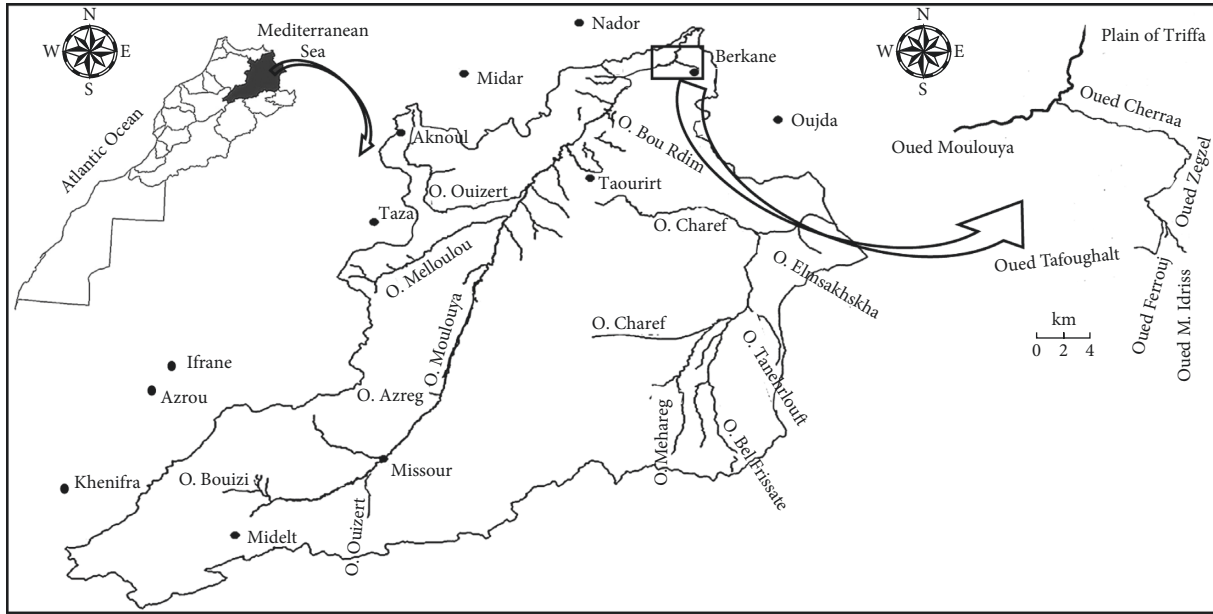 N
W
E
S
Mediterranean
Sea
Atlantic Ocean
Nador
Midar
Berkane
Aknoul
O. Bou Rdim
Oujda
O. Ouizert
Taourirt
Taza
O. Charef
O. Melloulou
O. Elmsakhskha
O. Moulouya
O. Charef
O. Tanehrlouft
Ifrane
Azrou
O. Azreg
O. Mehareg
O. Bel Frissate
Missour
Khenifra
O. Bouizi
O. Ouizert
Midelt
N
W
E
S
Plain of Triffa
Oued Cherraa
Oued Moulouya
Oued Zegzel
Oued Tafoughalt
Oued Ferrouj
Oued M. Idriss
km
0 2 4